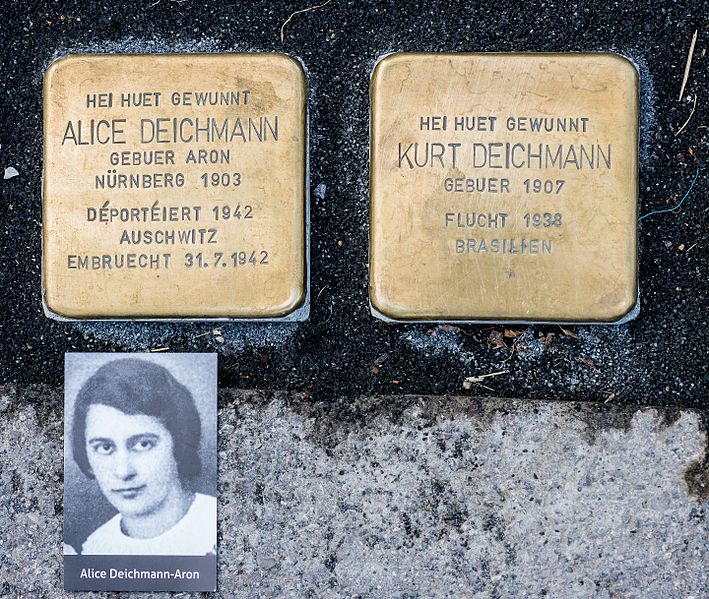 HEI HUET GEWUNNT
ALICE DEICHMANN
GEBUER ARON
NÜRNBERG 1903
DÉPORTÉIERT 1942
AUSCHWITZ
EMBRUECHT 31.7.1942
HEI HUET GEWUNNT
KURT DEICHMANN
GEBUER 1907
FLUCHT 1938
BRASILIEN
Alice Deichmann-Aron